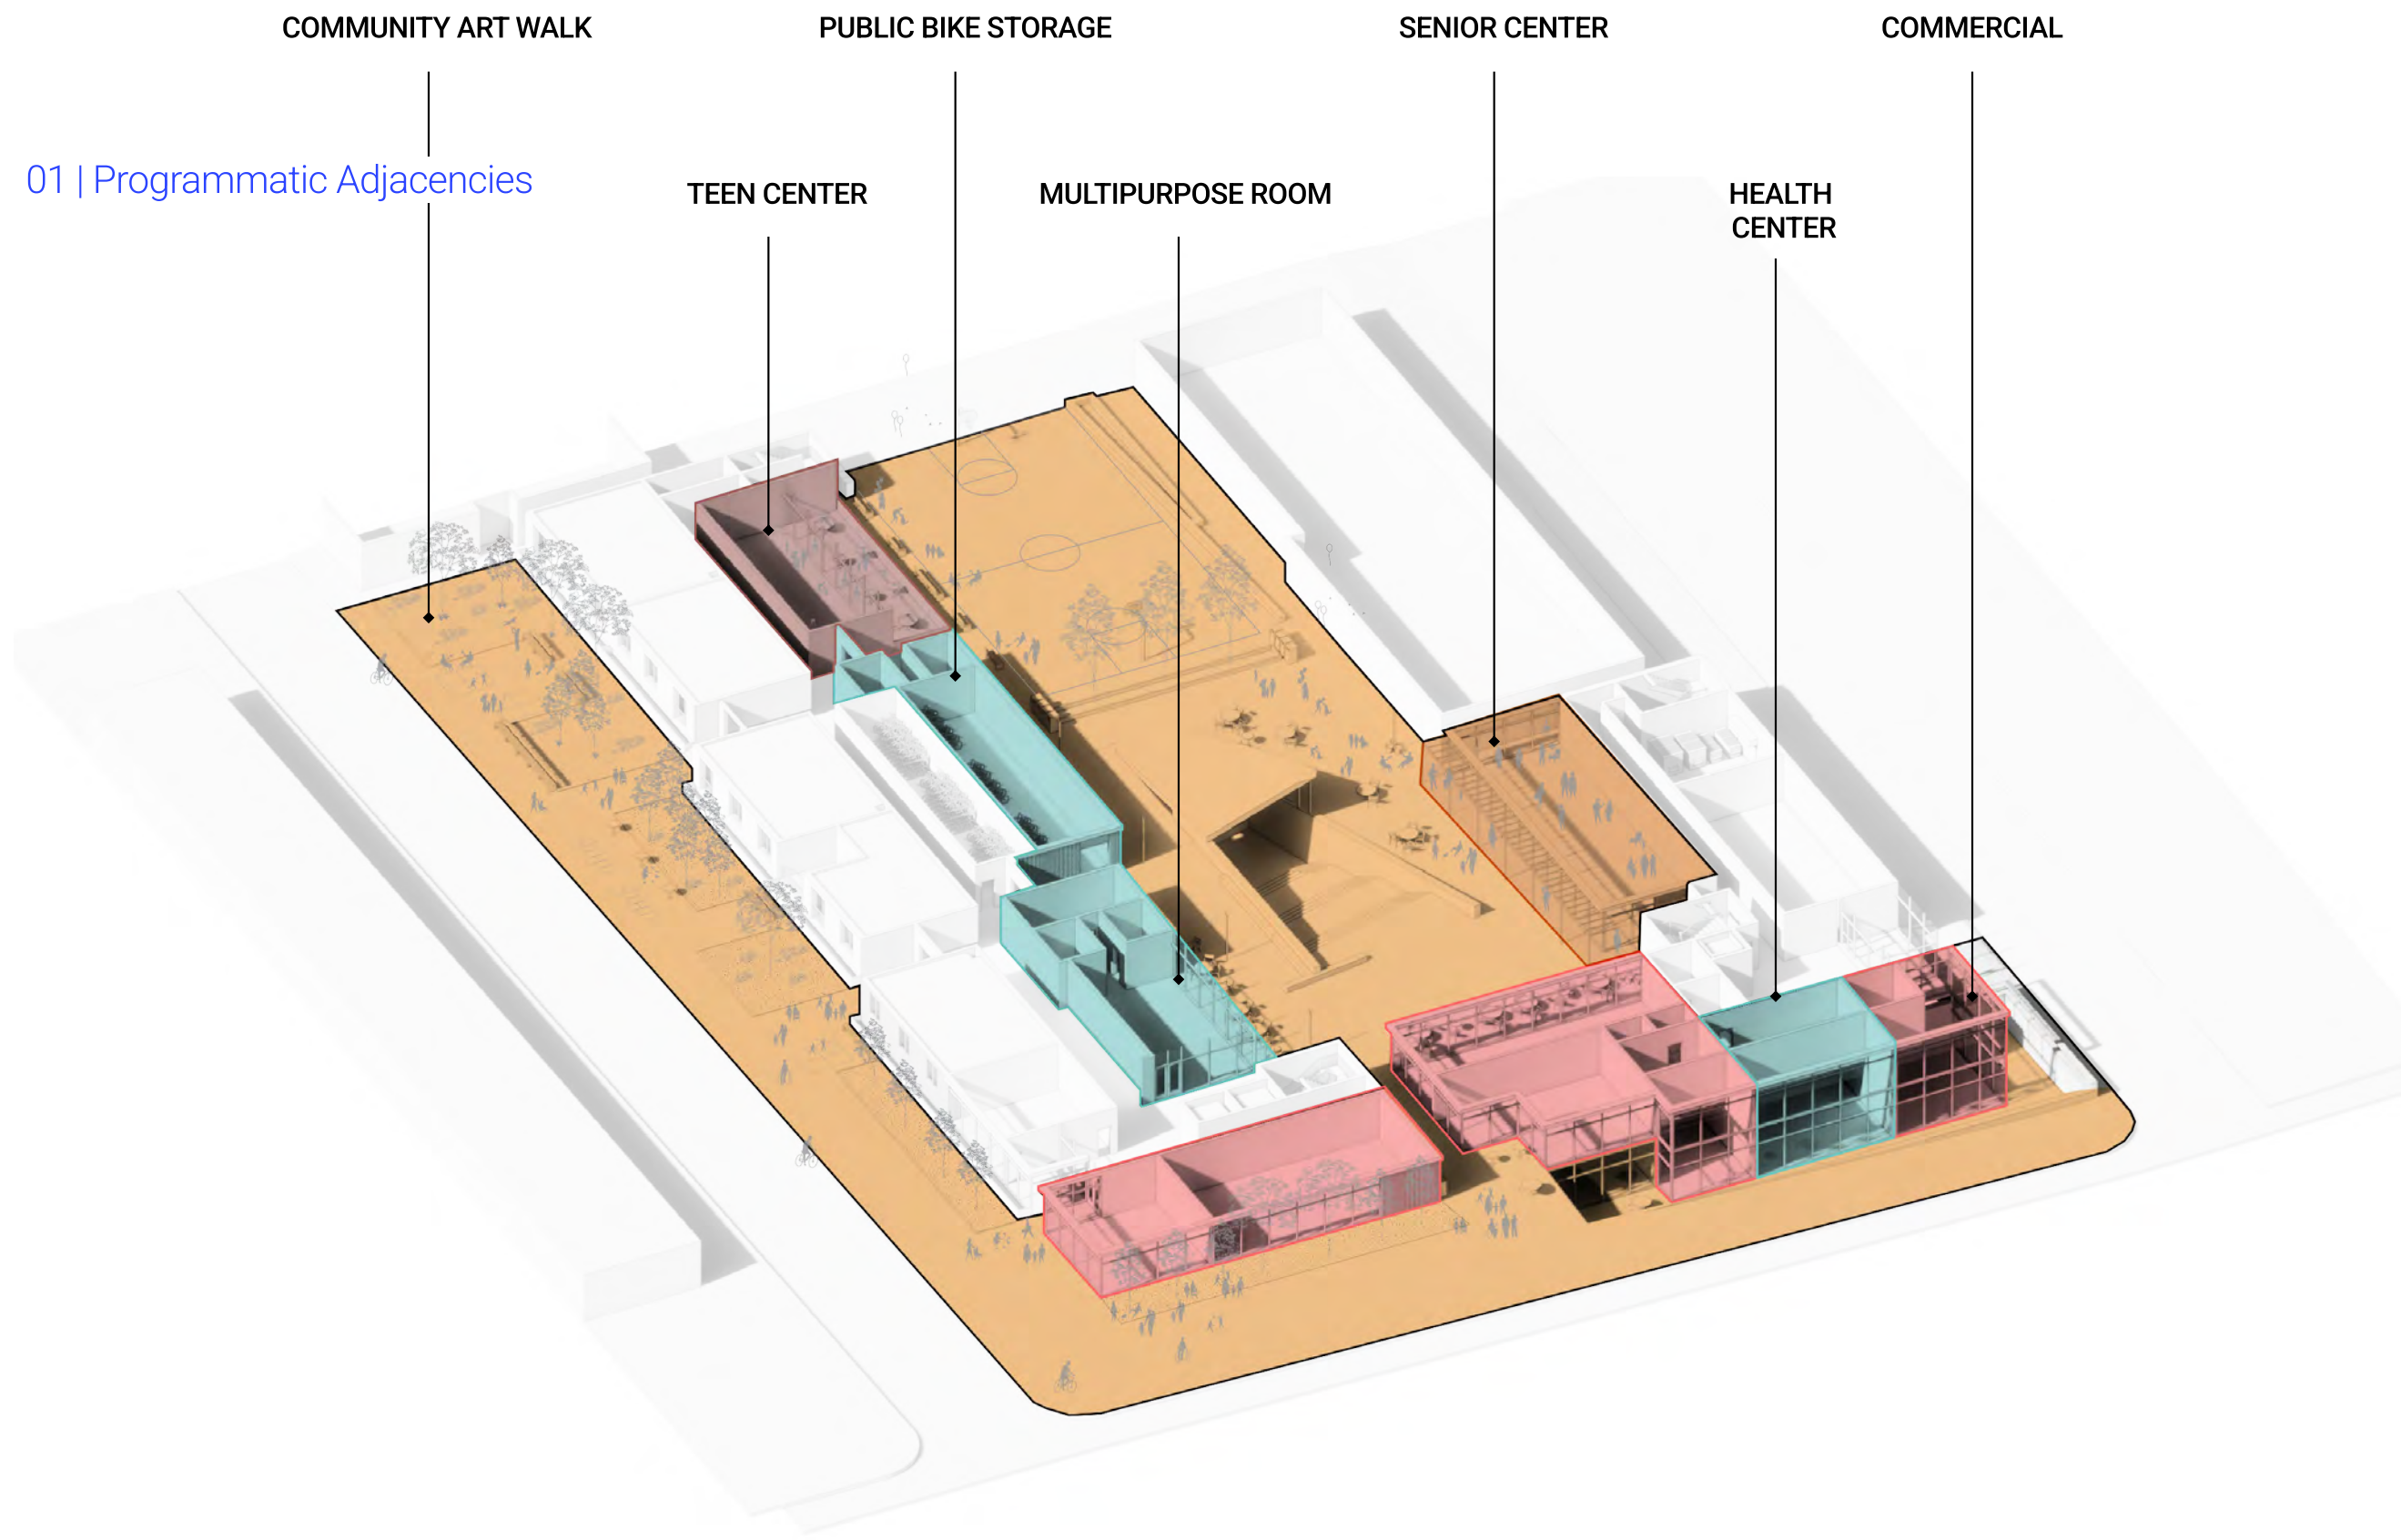 COMMUNITY ART WALK
PUBLIC BIKE STORAGE
SENIOR CENTER
COMMERCIAL
01 | Programmatic Adjacencies
TEEN CENTER
MULTIPURPOSE ROOM
HEALTH
CENTER